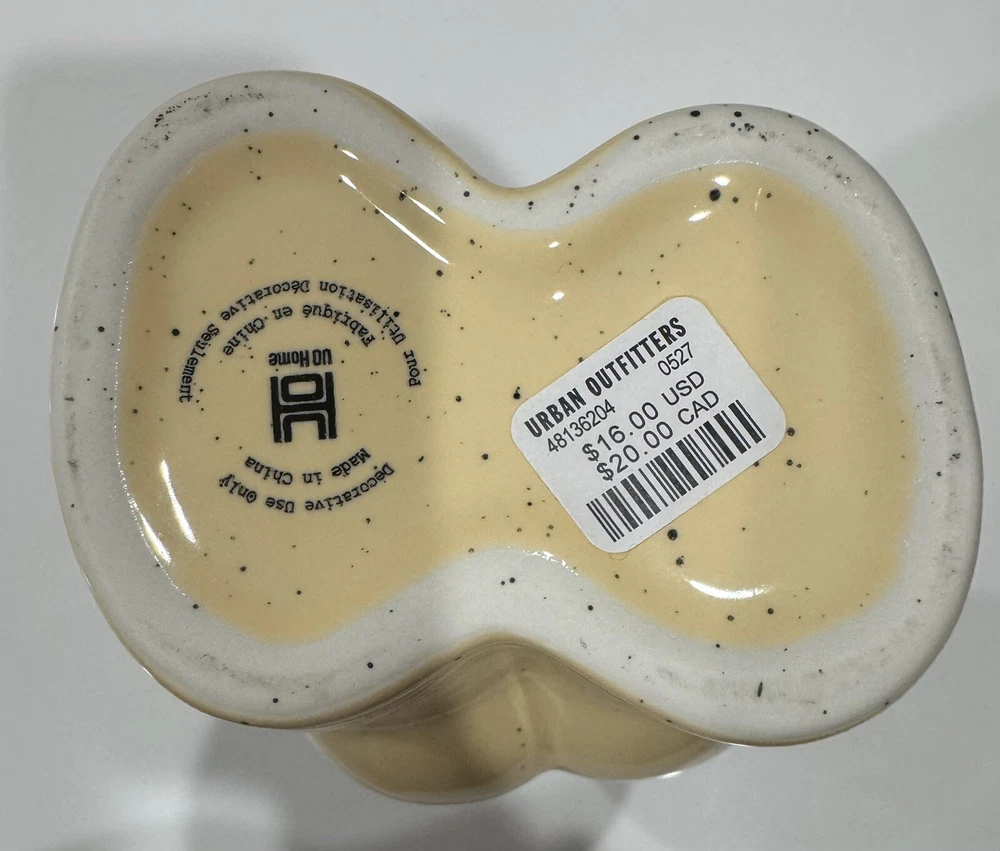 Pour Utilisation Décorative Seulement
Fabriqué en Chine
UO Home
Made in China
Décorative Use Only
URBAN OUTFITTERS
48136204 0527
$16.00 USD
$20.00 CAD